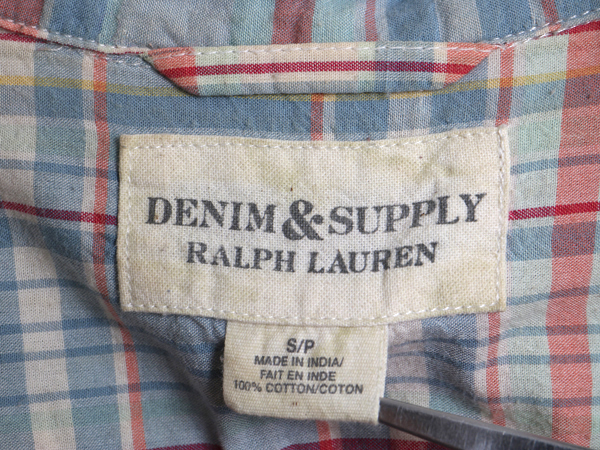 DENIM & SUPPLY
RALPH LAUREN
S/P
MADE IN INDIA/
FAIT EN INDE
100% COTTON/COTON